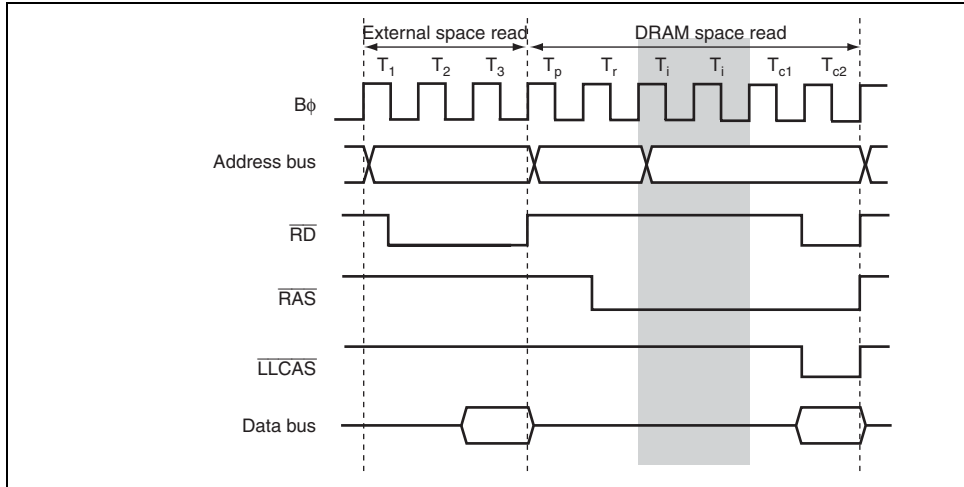 External space read DRAM space read
T1 T2 T3 Tp Tr Ti Ti Tc1 Tc2
Bϕ
Address bus
RD
RAS
LLCAS
Data bus